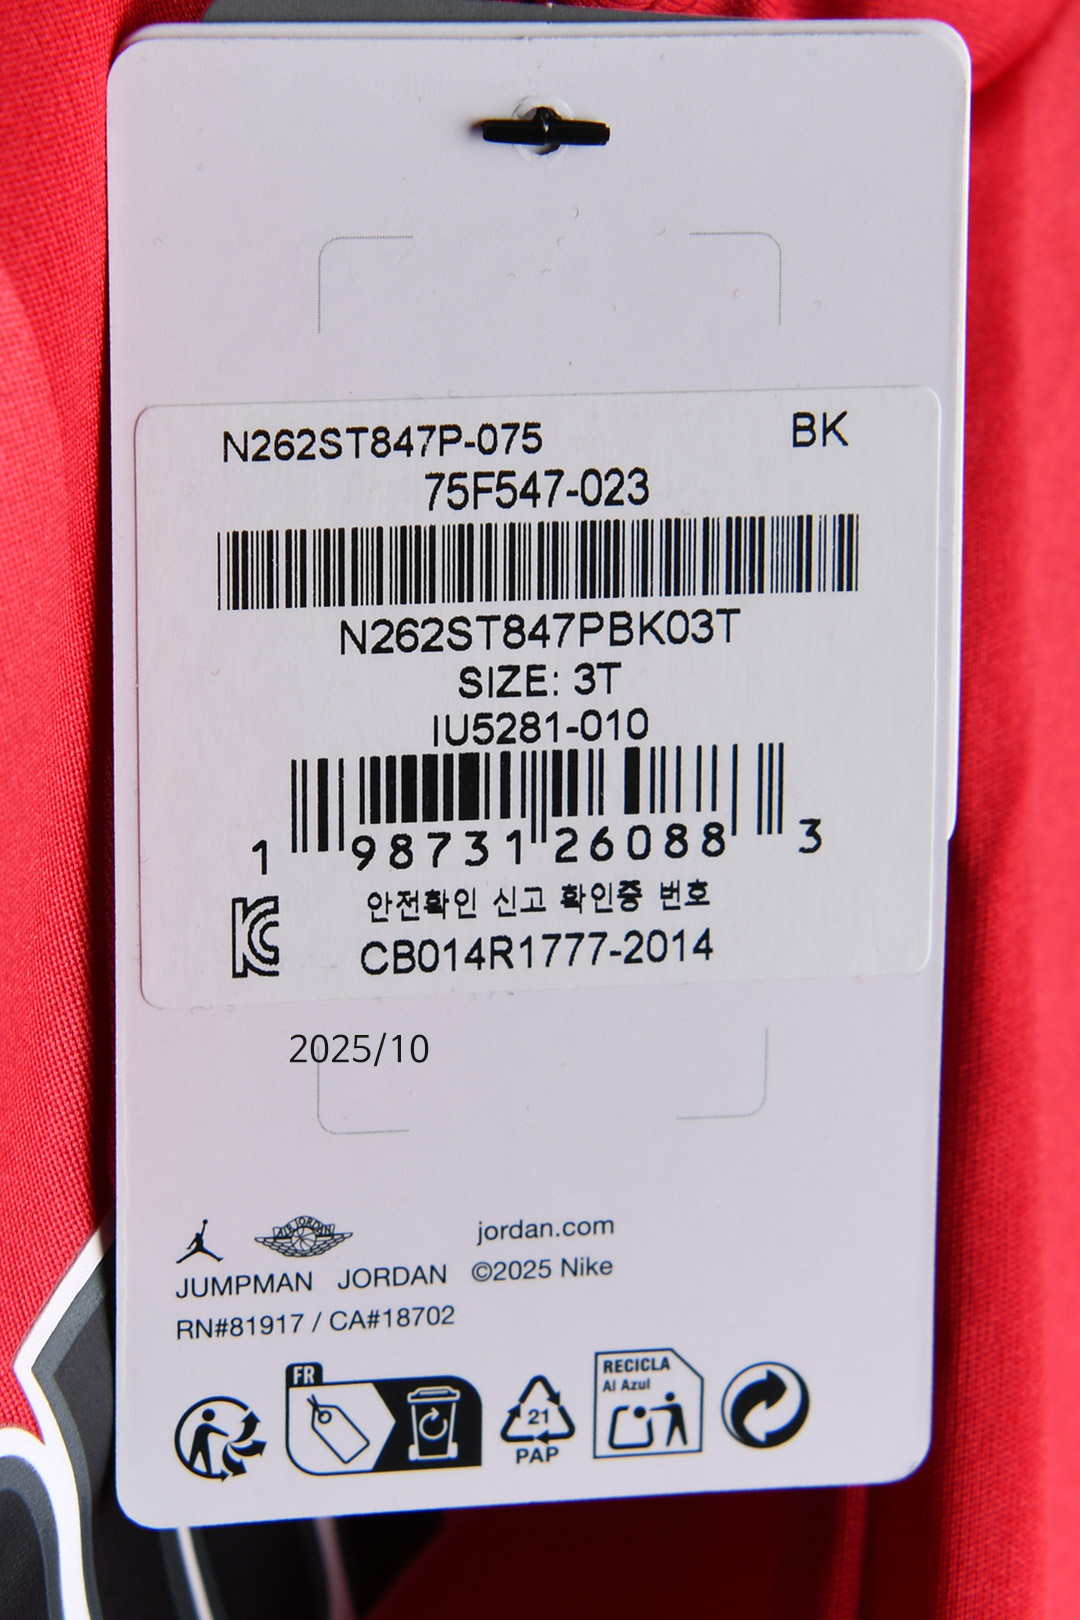 N262ST847P-075 BK
75F547-023
N262ST847PBK03T
SIZE: 3T
IU5281-010
1 98731 26088 3
안전확인 신고 확인증 번호
CB014R1777-2014
2025/10
AIR JORDAN
jordan.com
JUMPMAN JORDAN ©2025 Nike
RN#81917 / CA#18702
FR
21
PAP
RECICLA
Al Azul